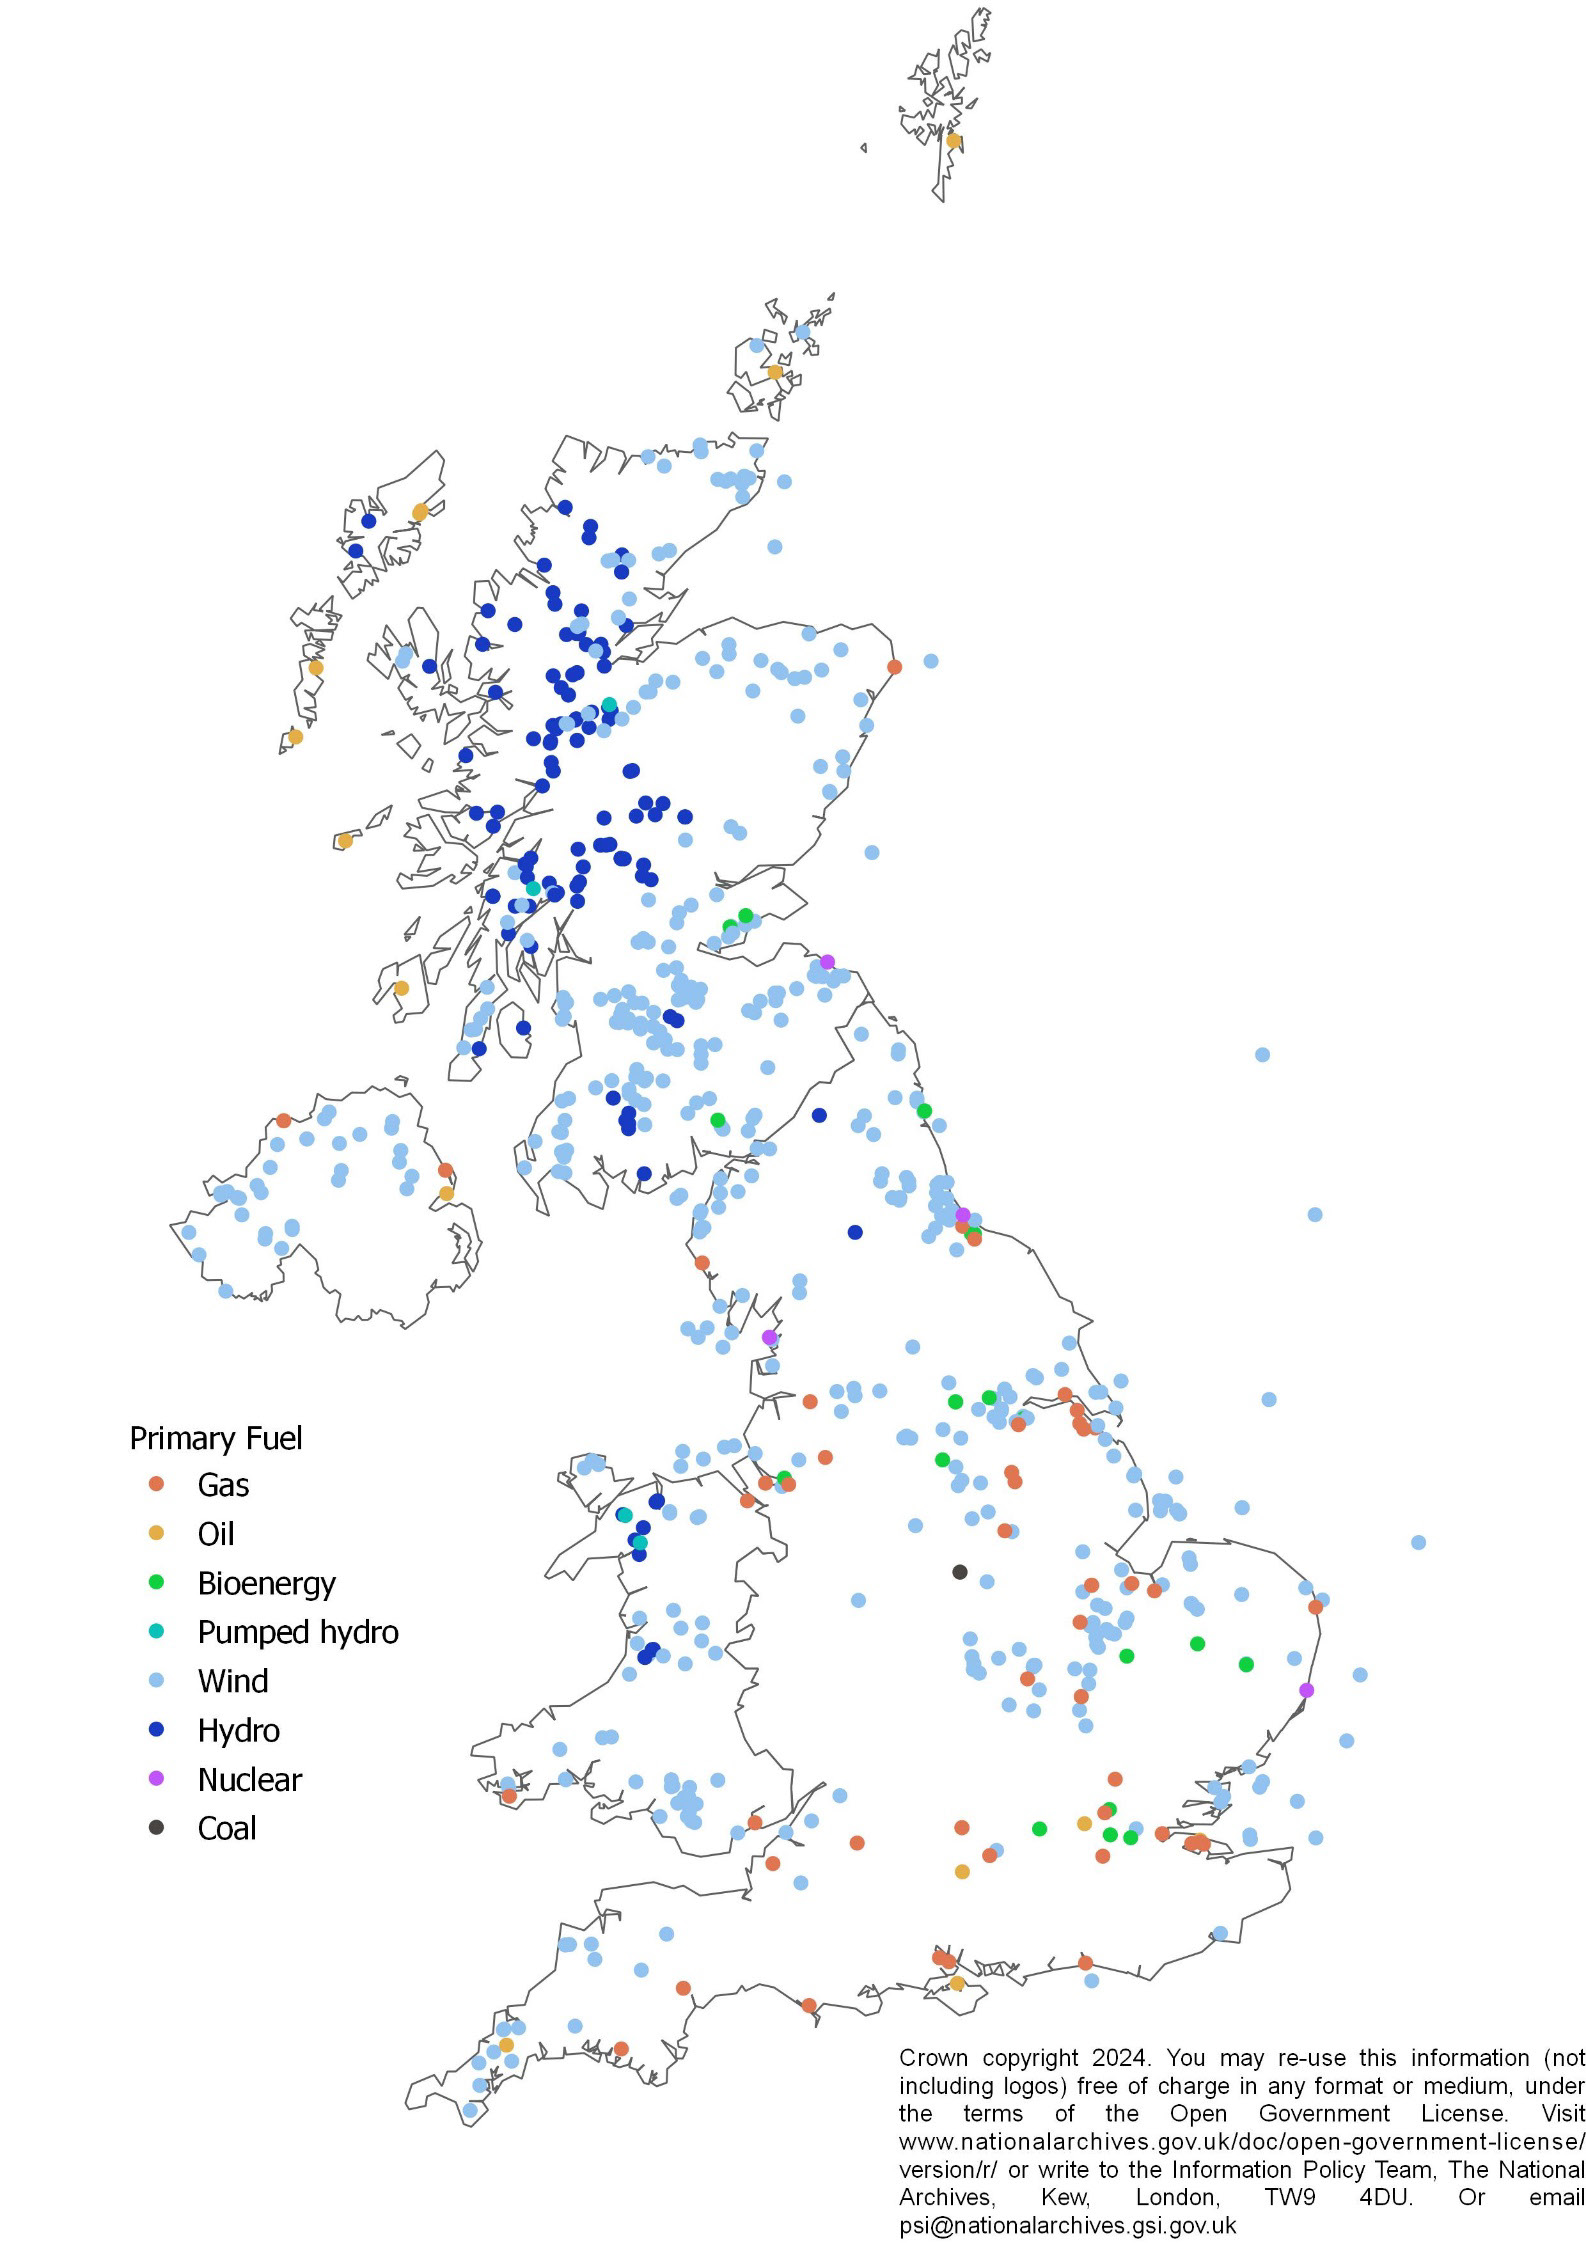 Primary Fuel
Gas
Oil
Bioenergy
Pumped hydro
Wind
Hydro
Nuclear
Coal
Crown copyright 2024. You may re-use this information (not
including logos) free of charge in any format or medium, under
the terms of the Open Government License. Visit
www.nationalarchives.gov.uk/doc/open-government-license/
version/r/ or write to the Information Policy Team, The National
Archives, Kew, London, TW9 4DU. Or email
psi@nationalarchives.gsi.gov.uk